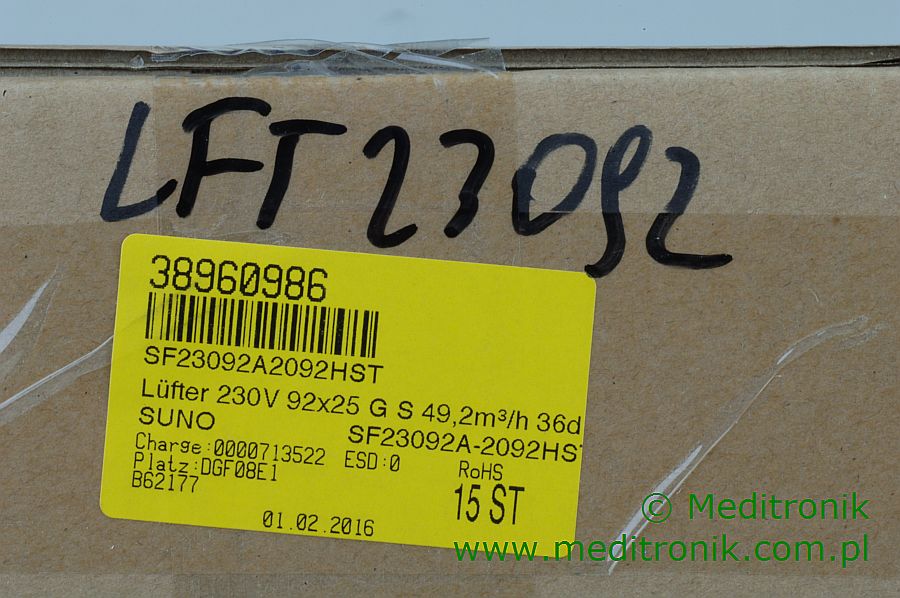 LFT 23092
38960986
SF23092A2092HST
Lüfter 230V 92x25 G S 49,2m³/h 36d
SUNO SF23092A-2092HST
Charge:0000713522 ESD:0 RoHS
Platz:DGF08E1 15 ST
B62177
01.02.2016
© Meditronik
www.meditronik.com.pl